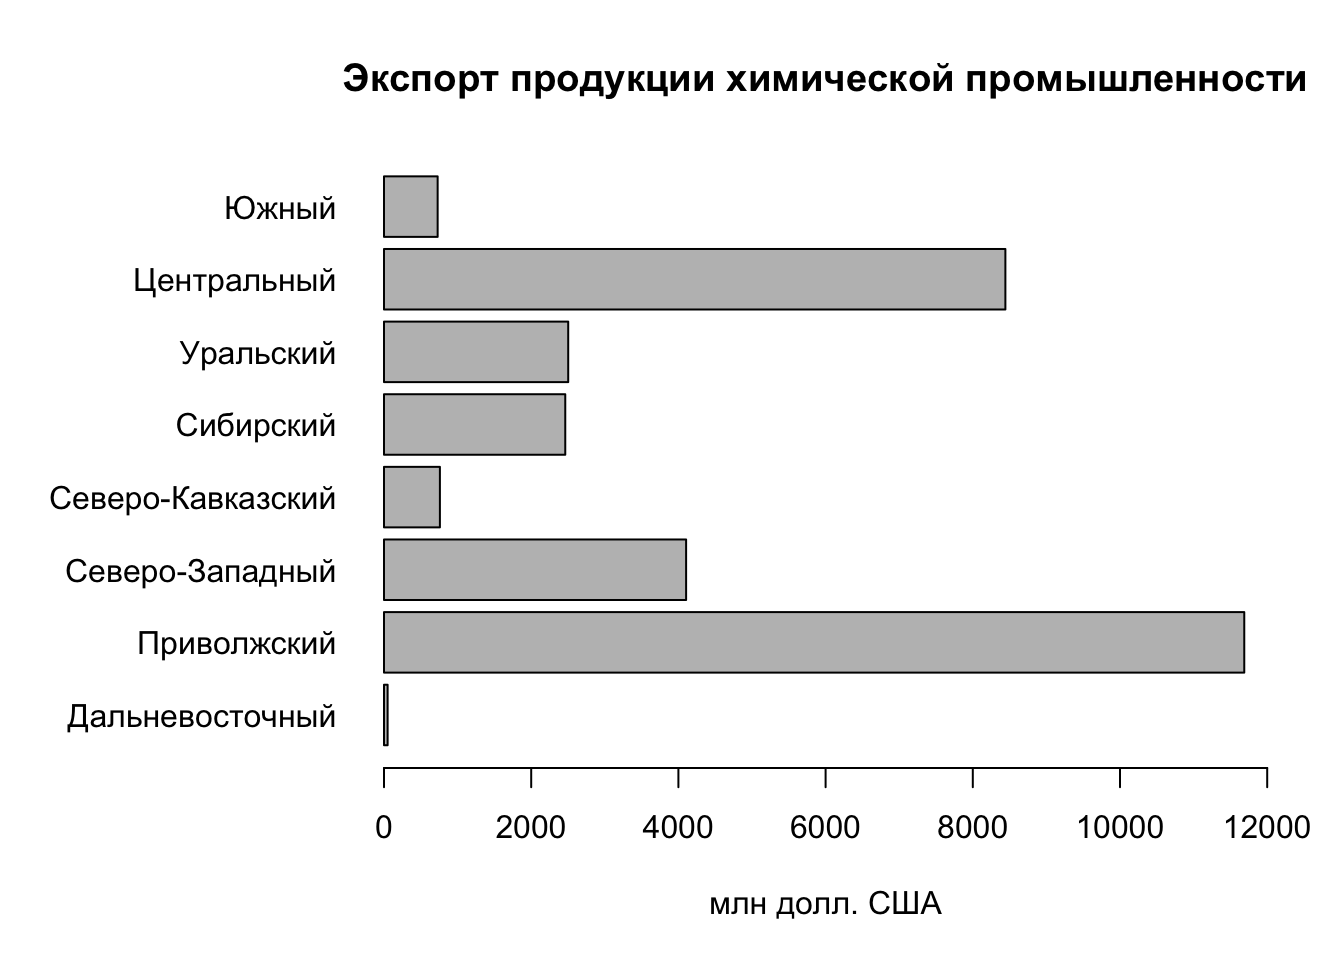 Экспорт продукции химической промышленности
Южный
Центральный
Уральский
Сибирский
Северо-Кавказский
Северо-Западный
Приволжский
Дальневосточный
0 2000 4000 6000 8000 10000 12000
млн долл. США